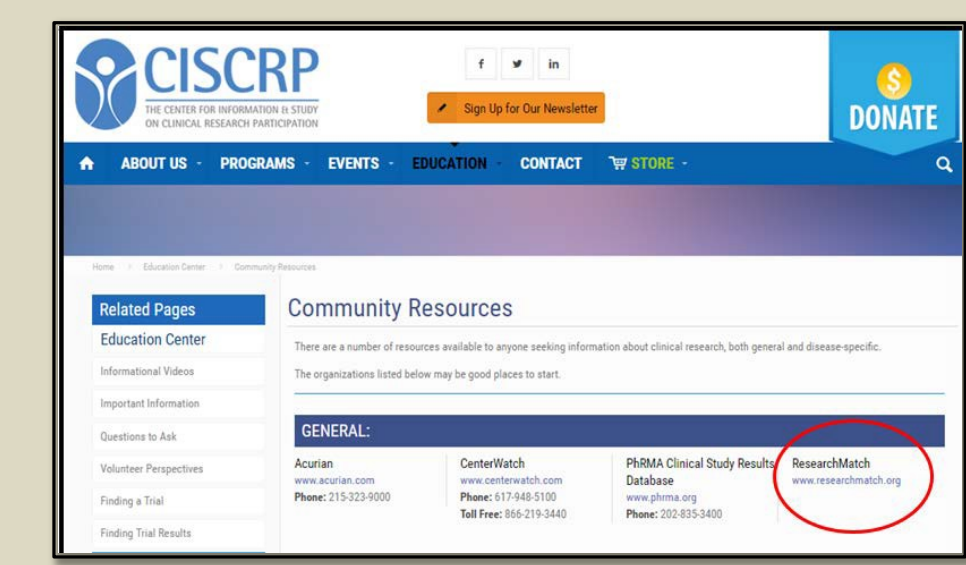 CISCRP
THE CENTER FOR INFORMATION & STUDY
ON CLINICAL RESEARCH PARTICIPATION
f
in
Sign Up for Our Newsletter
$
DONATE
ABOUT US - PROGRAMS - EVENTS - EDUCATION - CONTACT STORE -
Home / Education Center / Community Resources
Related Pages
Education Center
Informational Videos
Important Information
Questions to Ask
Volunteer Perspectives
Finding a Trial
Finding Trial Results
Community Resources
There are a number of resources available to anyone seeking information about clinical research, both general and disease-specific.
The organizations listed below may be good places to start.
GENERAL:
Acurian
www.acurian.com
Phone: 215-323-9000
CenterWatch
www.centerwatch.com
Phone: 617-948-5100
Toll Free: 866-219-3440
PhRMA Clinical Study Results
Database
www.phrma.org
Phone: 202-835-3400
ResearchMatch
www.researchmatch.org